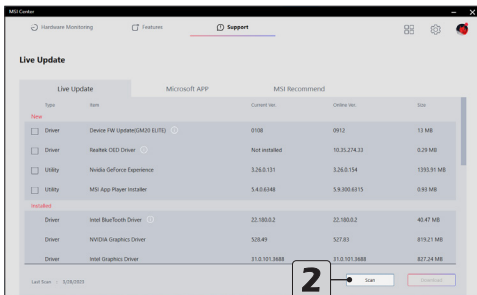 MSI Center
Hardware Monitoring Features Support
Live Update
Live Update Microsoft APP MSI Recommend
Type Item Current Ver. Online Ver. Size
New
Driver Device FW Update(GM20 ELITE) 0108 0912 13 MB
Driver Realtek OED Driver Not installed 10.35.274.33 0.29 MB
Utility Nvidia GeForce Experience 3.26.0.131 3.26.0.154 1393.91 MB
Utility MSI App Player Installer 5.4.0.6348 5.9.300.6315 0.93 MB
Installed
Driver Intel BlueTooth Driver 22.180.0.2 22.180.0.2 40.47 MB
Driver NVIDIA Graphics Driver 528.49 527.83 819.21 MB
Driver Intel Graphics Driver 31.0.101.3688 31.0.101.3688 827.24 MB
2
Last Scan : 3/28/2023 Scan Download